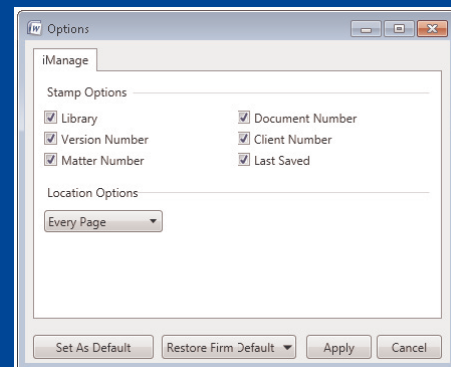 Options
iManage
Stamp Options
Library
Document Number
Version Number
Client Number
Matter Number
Last Saved
Location Options
Every Page
Set As Default
Restore Firm Default
Apply
Cancel